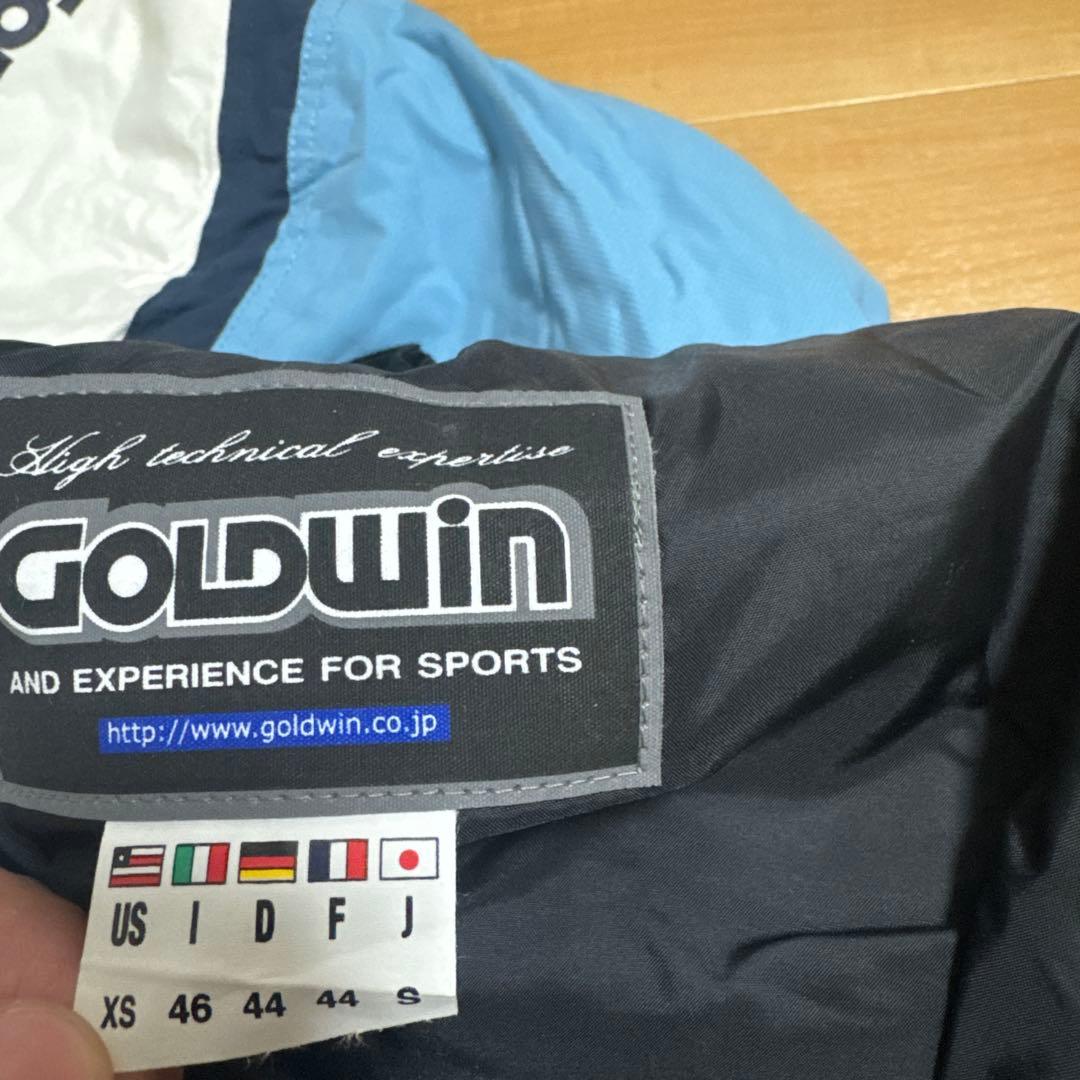 High technical expertise
GOLDWin
AND EXPERIENCE FOR SPORTS
http://www.goldwin.co.jp
US I D F J
XS 46 44 44 S